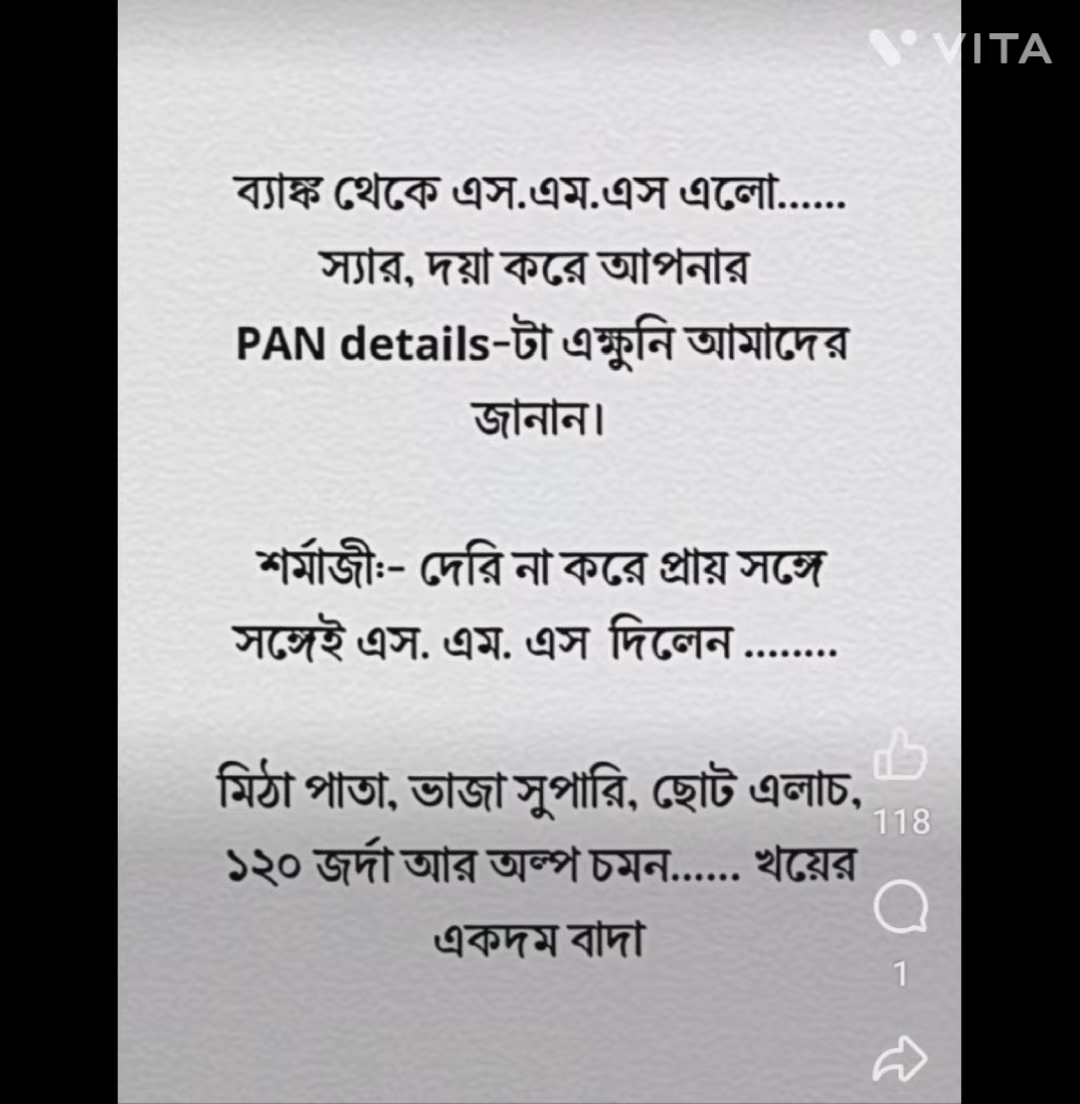 VITA
ব্যাঙ্ক থেকে এস.এম.এস এলো......
স্যার, দয়া করে আপনার
PAN details-টা এক্ষুনি আমাদের
জানান।
শর্মাজীঃ- দেরি না করে প্রায় সঙ্গে
সঙ্গেই এস. এম. এস দিলেন ........
মিঠা পাতা, ভাজা সুপারি, ছোট এলাচ,
১২০ জর্দা আর অল্প চমন...... খয়ের
একদম বাদা
118
1